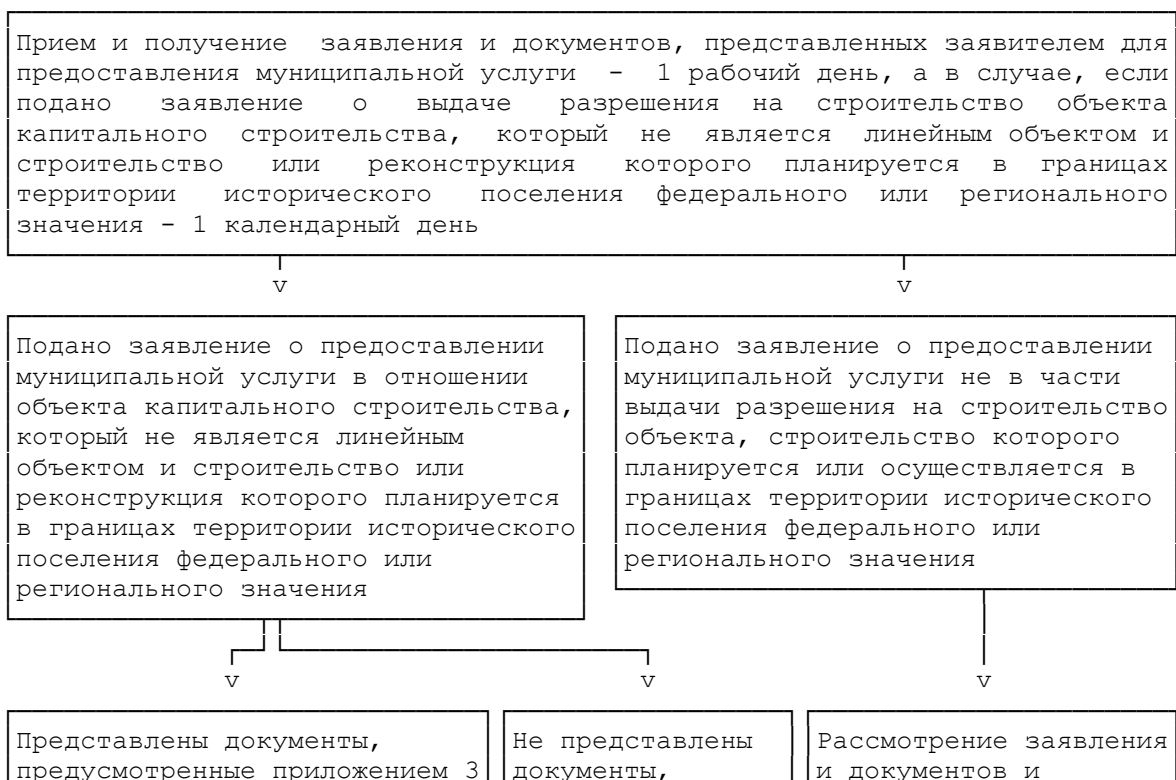 Прием и получение заявления и документов, представленных заявителем для
предоставления муниципальной услуги - 1 рабочий день, а в случае, если
подано заявление о выдаче разрешения на строительство объекта
капитального строительства, который не является линейным объектом и
строительство или реконструкция которого планируется в границах
территории исторического поселения федерального или регионального
значения - 1 календарный день
v v
Подано заявление о предоставлении
муниципальной услуги в отношении
объекта капитального строительства,
который не является линейным
объектом и строительство или
реконструкция которого планируется
в границах территории исторического
поселения федерального или
регионального значения
Подано заявление о предоставлении
муниципальной услуги не в части
выдачи разрешения на строительство
объекта, строительство которого
планируется или осуществляется в
границах территории исторического
поселения федерального или
регионального значения
v v v
Представлены документы,
предусмотренные приложением 3
Не представлены
документы,
Рассмотрение заявления
и документов и